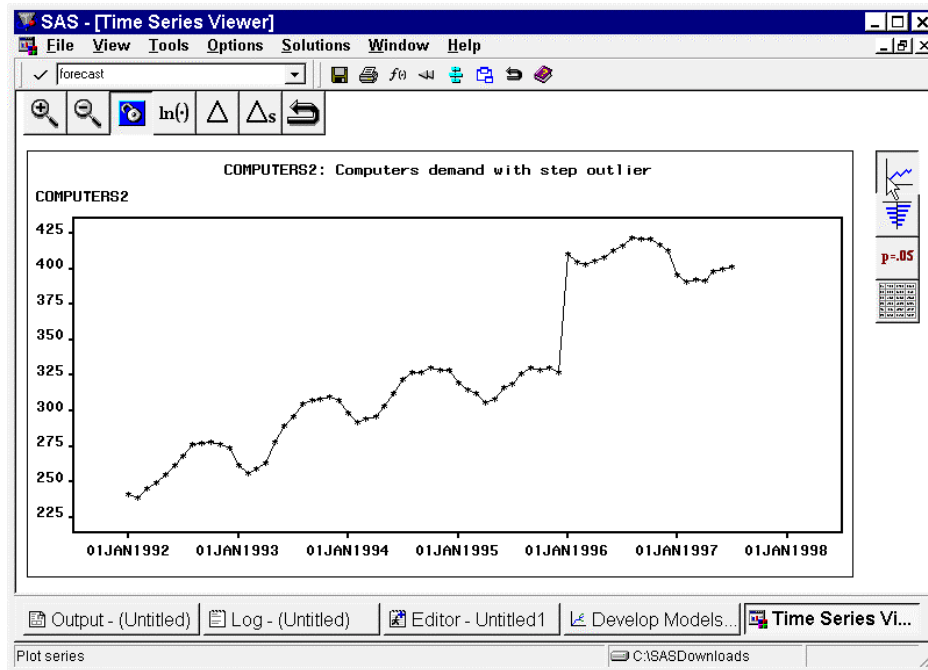 SAS - [Time Series Viewer]
File View Tools Options Solutions Window Help
forecast
ln(·) Δ Δs
COMPUTERS2: Computers demand with step outlier
COMPUTERS2
425
400
375
350
325
300
275
250
225
01JAN1992 01JAN1993 01JAN1994 01JAN1995 01JAN1996 01JAN1997 01JAN1998
p=.05
Output - (Untitled) Log - (Untitled) Editor - Untitled1 Develop Models... Time Series Vi...
Plot series C:\SASDownloads